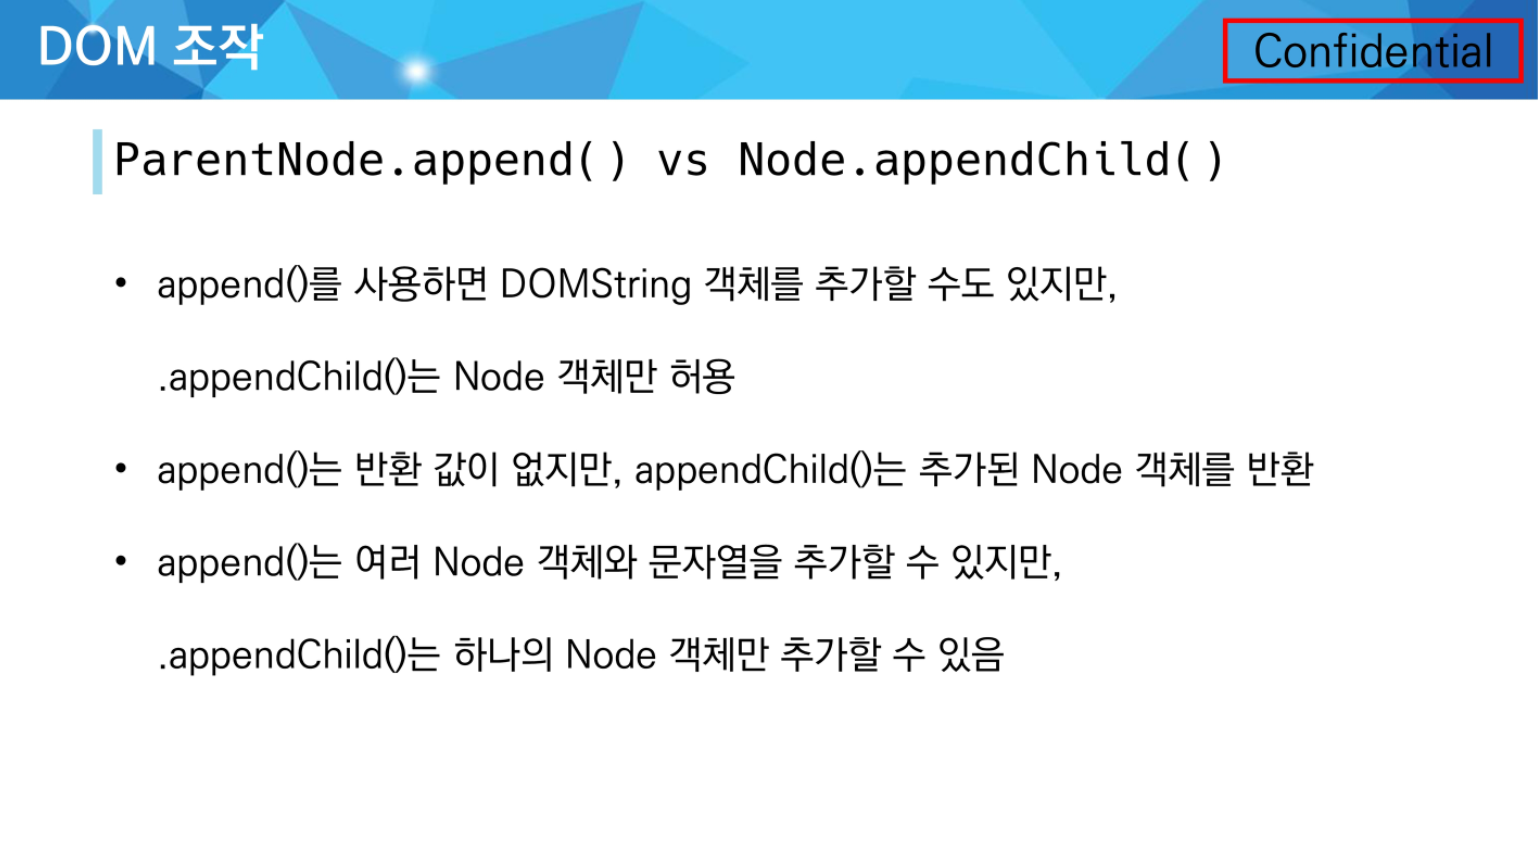 DOM 조작
Confidential
ParentNode.append() vs Node.appendChild()
• append()를 사용하면 DOMString 객체를 추가할 수도 있지만,
.appendChild()는 Node 객체만 허용
• append()는 반환 값이 없지만, appendChild()는 추가된 Node 객체를 반환
• append()는 여러 Node 객체와 문자열을 추가할 수 있지만,
.appendChild()는 하나의 Node 객체만 추가할 수 있음